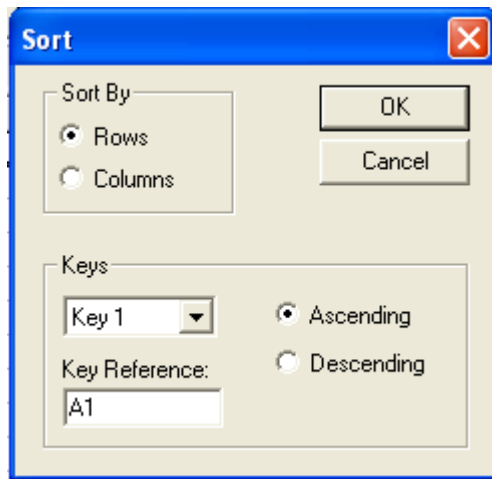 Sort
Sort By
Rows
Columns
OK
Cancel
Keys
Key 1
Key Reference:
A1
Ascending
Descending